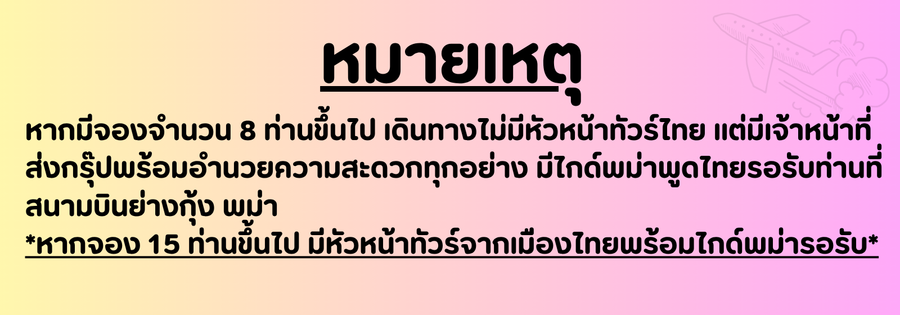 หมายเหตุ
หากมีจองจำนวน 8 ท่านขึ้นไป เดินทางไม่มีหัวหน้าทัวร์ไทย แต่มีเจ้าหน้าที่
ส่งกรุ๊ปพร้อมอำนวยความสะดวกทุกอย่าง มีไกด์พม่าพูดไทยรอรับท่านที่
สนามบินย่างกุ้ง พม่า
*หากจอง 15 ท่านขึ้นไป มีหัวหน้าทัวร์จากเมืองไทยพร้อมไกด์พม่ารอรับ*